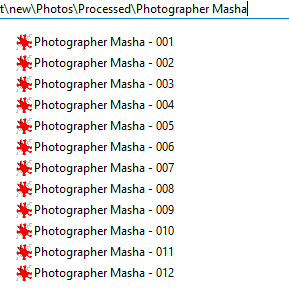 t\new\Photos\Processed\Photographer Masha
Photographer Masha - 001
Photographer Masha - 002
Photographer Masha - 003
Photographer Masha - 004
Photographer Masha - 005
Photographer Masha - 006
Photographer Masha - 007
Photographer Masha - 008
Photographer Masha - 009
Photographer Masha - 010
Photographer Masha - 011
Photographer Masha - 012